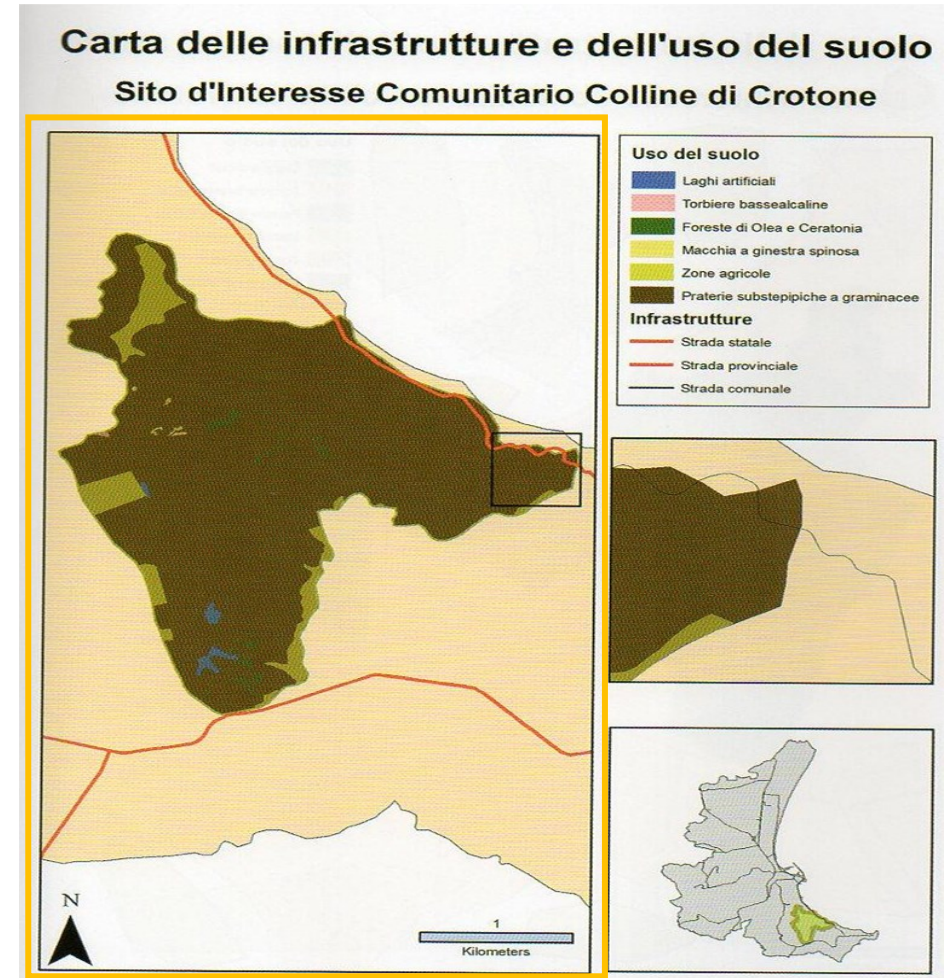 Carta delle infrastrutture e dell'uso del suolo
Sito d'Interesse Comunitario Colline di Crotone
Uso del suolo
Laghi artificiali
Torbiere bassealcaline
Foreste di Olea e Ceratonia
Macchia a ginestra spinosa
Zone agricole
Praterie substepipiche a graminacee
Infrastrutture
Strada statale
Strada provinciale
Strada comunale
N
1
Kilometers